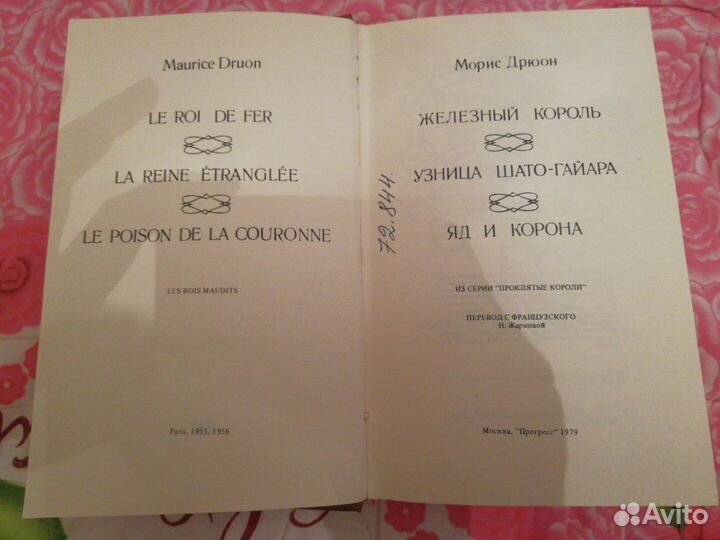 Maurice Druon
LE ROI DE FER
LA REINE ÉTRANGLÉE
LE POISON DE LA COURONNE
LES ROIS MAUDITS
Paris, 1955, 1956
72.844.
Морис Дрюон
ЖЕЛЕЗНЫЙ КОРОЛЬ
УЗНИЦА ШАТО-ГАЙАРА
ЯД И КОРОНА
ИЗ СЕРИИ "ПРОКЛЯТЫЕ КОРОЛИ"
ПЕРЕВОД С ФРАНЦУЗСКОГО
Н. Жарковой
Москва, "Прогресс" 1979
Avito